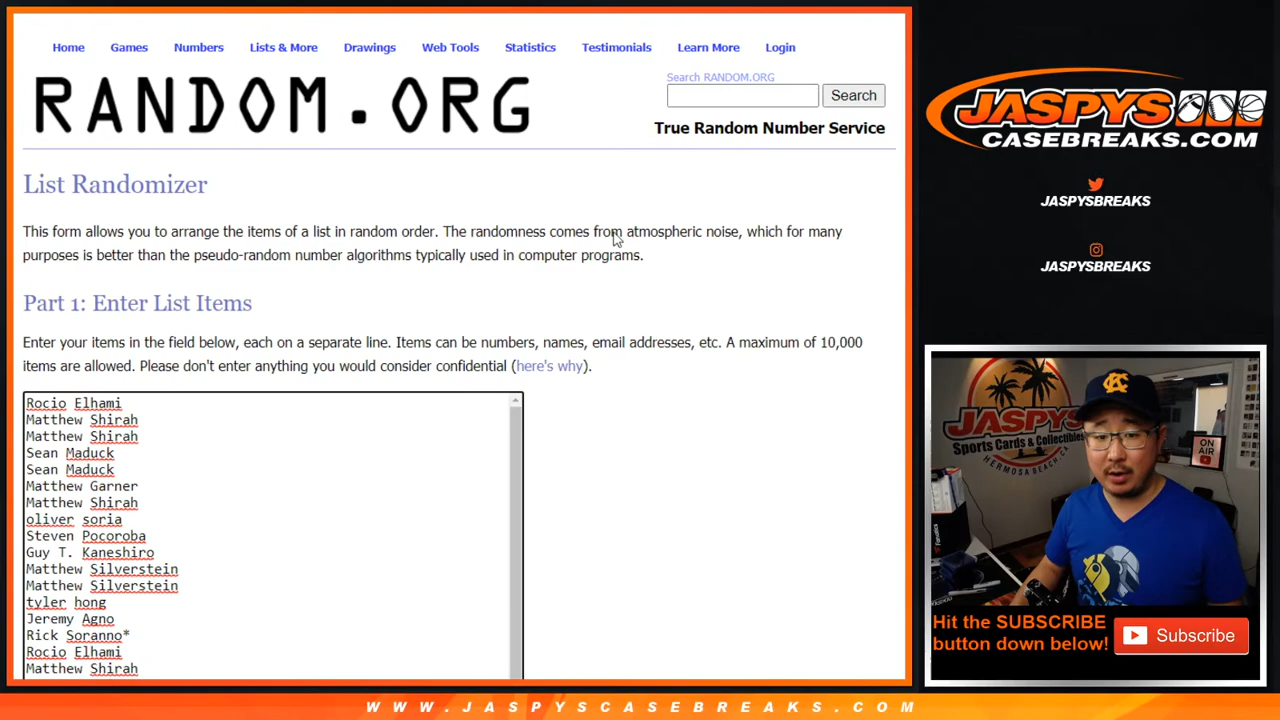 Home Games Numbers Lists & More Drawings Web Tools Statistics Testimonials Learn More Login
RANDOM.ORG
Search RANDOM.ORG
Search
True Random Number Service
List Randomizer
This form allows you to arrange the items of a list in random order. The randomness comes from atmospheric noise, which for many
purposes is better than the pseudo-random number algorithms typically used in computer programs.
Part 1: Enter List Items
Enter your items in the field below, each on a separate line. Items can be numbers, names, email addresses, etc. A maximum of 10,000
items are allowed. Please don't enter anything you would consider confidential (here's why).
Rocio Elhami
Matthew Shirah
Matthew Shirah
Sean Maduck
Sean Maduck
Matthew Garner
Matthew Shirah
oliver soria
Steven Pocoroba
Guy T. Kaneshiro
Matthew Silverstein
Matthew Silverstein
tyler hong
Jeremy Agno
Rick Soranno*
Rocio Elhami
Matthew Shirah
JASPYS
CASEBREAKS.COM
JASPYSBREAKS
JASPYSBREAKS
JASPYS
Sports Cards & Collectibles
HERMOSA BEACH, CA
ON
AIR
KC
Fanatics
Hit the SUBSCRIBE
button down below!
Subscribe
WWW.JASPYSCASEBREAKS.COM